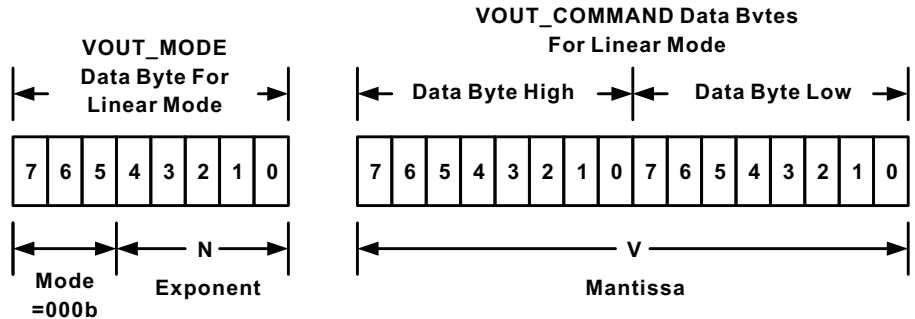 VOUT_COMMAND Data Bytes
For Linear Mode
VOUT_MODE
Data Byte For
Linear Mode
Data Byte High
Data Byte Low
7 6 5 4 3 2 1 0
7 6 5 4 3 2 1 0 7 6 5 4 3 2 1 0
N
V
Mode
=000b
Exponent
Mantissa